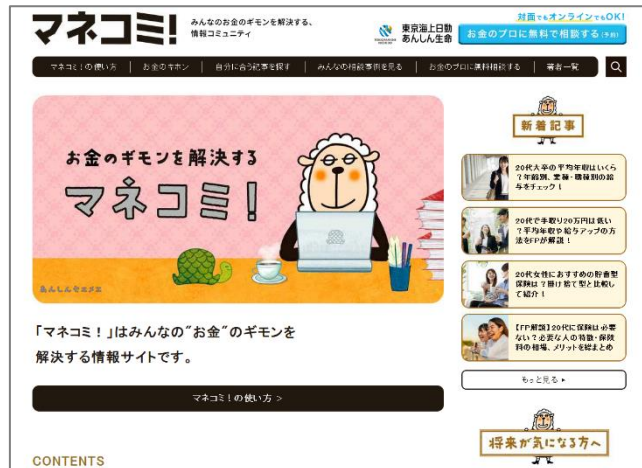 マネコミ!
みんなのお金のギモンを解決する、
情報コミュニティ
東京海上日動
あんしん生命
対面でもオンラインでもOK!
お金のプロに無料で相談する(予約)
マネコミ!の使い方
お金のキホン
自分に合う記事を探す
みんなの相談事例を見る
お金のプロに無料相談する
著者一覧
お金のギモンを解決する
マネコミ!
あんしんセエメエ
「マネコミ!」はみんなの"お金"のギモンを
解決する情報サイトです。
マネコミ!の使い方 >
CONTENTS
新着記事
20代大卒の平均年収はいくら
?年齢別、業種・職種別の給
与をチェック!
20代で手取り20万円は低い
?平均年収や給与アップの方
法をFPが解説!
20代女性におすすめの貯蓄型
保険は?掛け捨て型と比較し
て紹介!
【FP解説】20代に保険は必要
ない?必要な人の特徴・保険
料の相場、メリットを総まとめ
もっと見る ▸
将来が気になる方へ